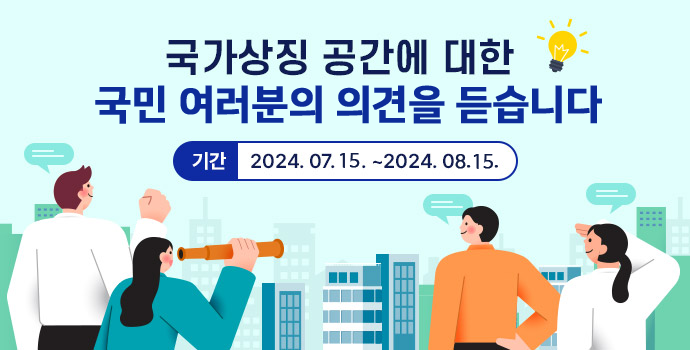 국가상징 공간에 대한
국민 여러분의 의견을 듣습니다
기간 2024. 07. 15. ~2024. 08.15.